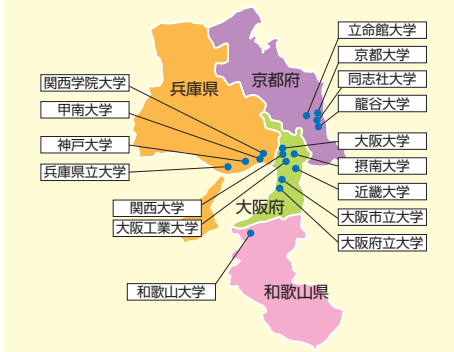 立命館大学
京都大学
同志社大学
龍谷大学
兵庫県
京都府
関西学院大学
甲南大学
神戸大学
兵庫県立大学
大阪大学
摂南大学
近畿大学
大阪市立大学
大阪府立大学
関西大学
大阪工業大学
大阪府
和歌山大学
和歌山県